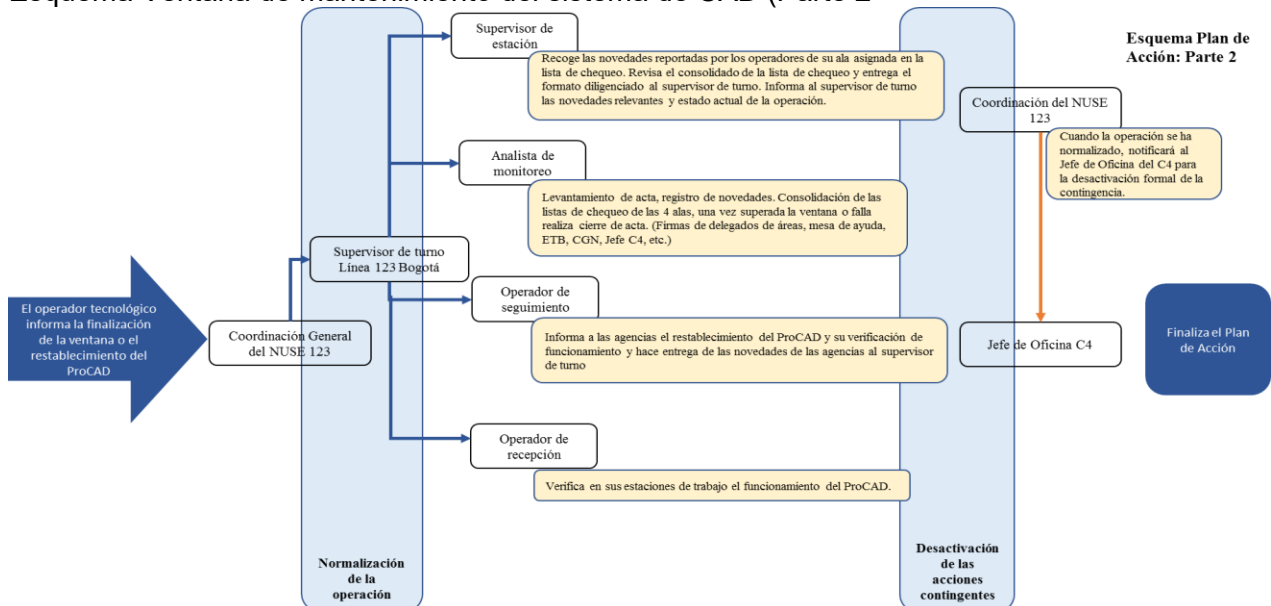 Esquema Ventana de mantenimiento del sistema de CAD (Parte 2
Esquema Plan de
Acción: Parte 2
El operador tecnológico
informa la finalización
de la ventana o el
restablecimiento del
ProCAD
Coordinación General
del NUSE 123
Supervisor de turno
Línea 123 Bogotá
Supervisor de
estación
Recoge las novedades reportadas por los operadores de su ala asignada en la
lista de chequeo. Revisa el consolidado de la lista de chequeo y entrega el
formato diligenciado al supervisor de turno. Informa al supervisor de turno
las novedades relevantes y estado actual de la operación.
Analista de
monitoreo
Levantamiento de acta, registro de novedades. Consolidación de las
listas de chequeo de las 4 alas, una vez superada la ventana o falla
realiza cierre de acta. (Firmas de delegados de áreas, mesa de ayuda,
ETB, CGN, Jefe C4, etc.)
Operador de
seguimiento
Informa a las agencias el restablecimiento del ProCAD y su verificación de
funcionamiento y hace entrega de las novedades de las agencias al supervisor
de turno
Operador de
recepción
Verifica en sus estaciones de trabajo el funcionamiento del ProCAD.
Normalización
de la
operación
Coordinación del NUSE
123
Cuando la operación se ha
normalizado, notificará al
Jefe de Oficina del C4 para
la desactivación formal de la
contingencia.
Jefe de Oficina C4
Desactivación
de las
acciones
contingentes
Finaliza el Plan
de Acción